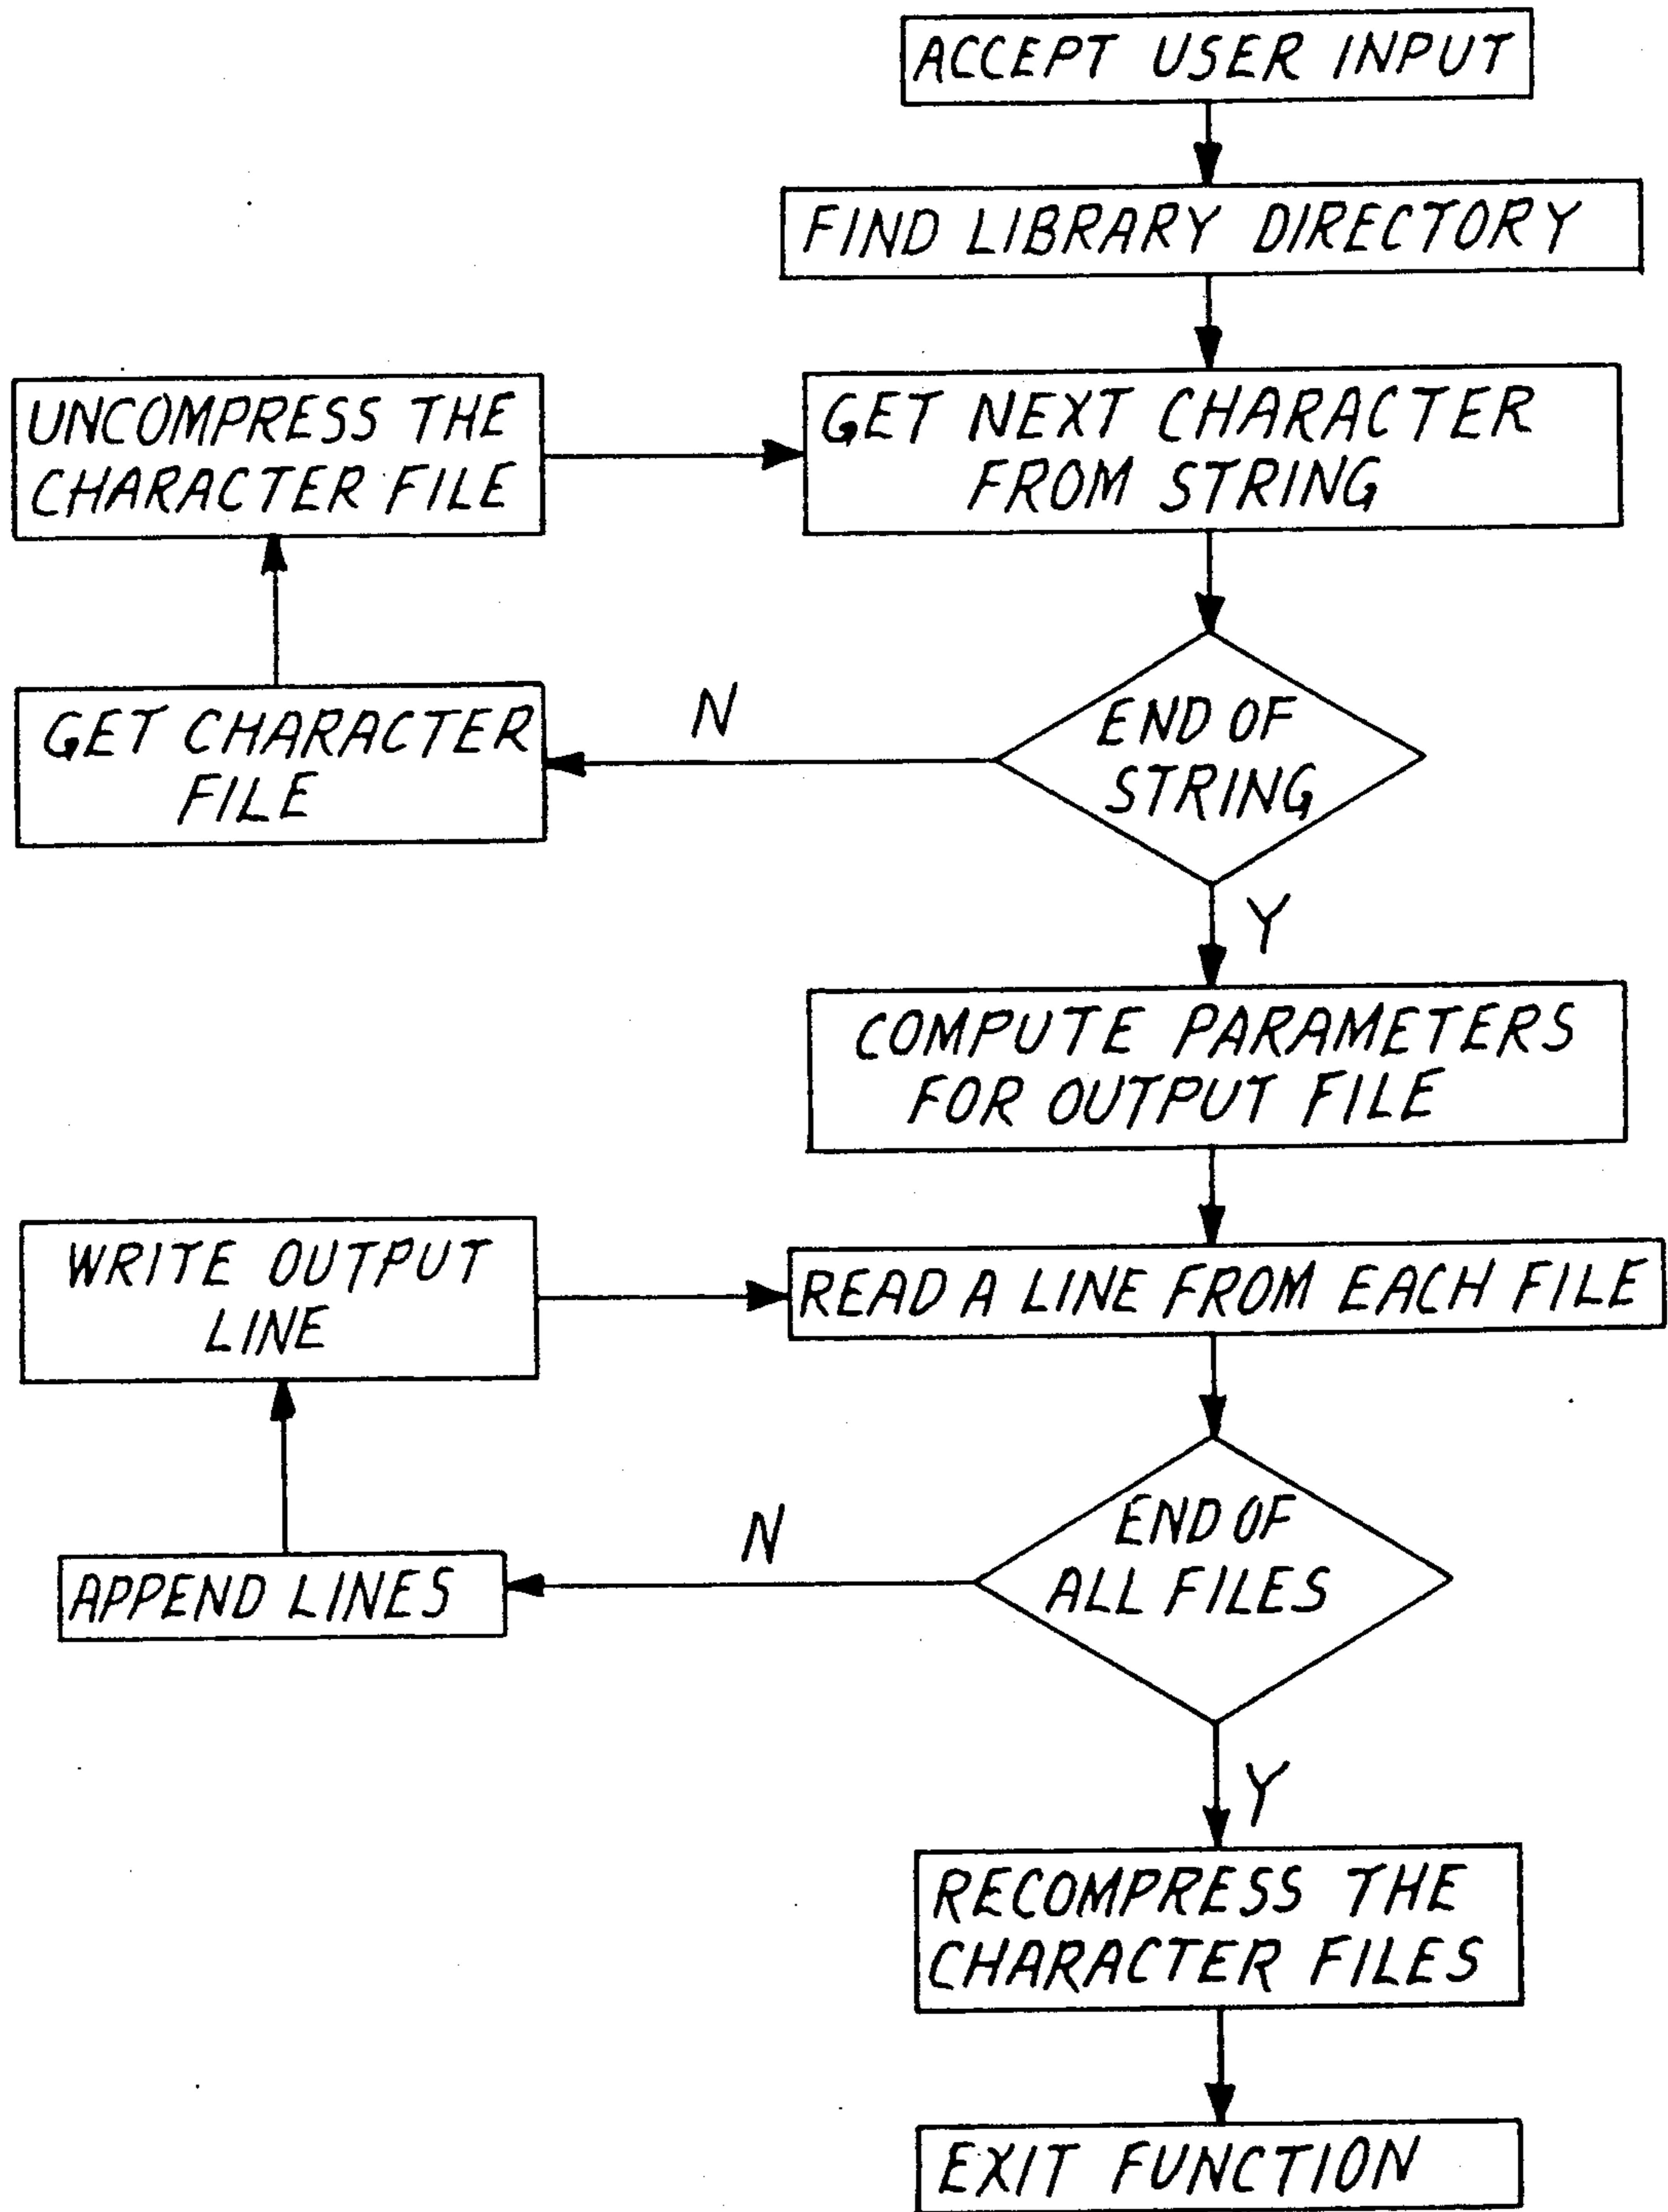 ACCEPT USER INPUT
FIND LIBRARY DIRECTORY
UNCOMPRESS THE
CHARACTER FILE
GET NEXT CHARACTER
FROM STRING
GET CHARACTER
FILE
N
END OF
STRING
Y
COMPUTE PARAMETERS
FOR OUTPUT FILE
WRITE OUTPUT
LINE
READ A LINE FROM EACH FILE
APPEND LINES
N
END OF
ALL FILES
Y
RECOMPRESS THE
CHARACTER FILES
EXIT FUNCTION